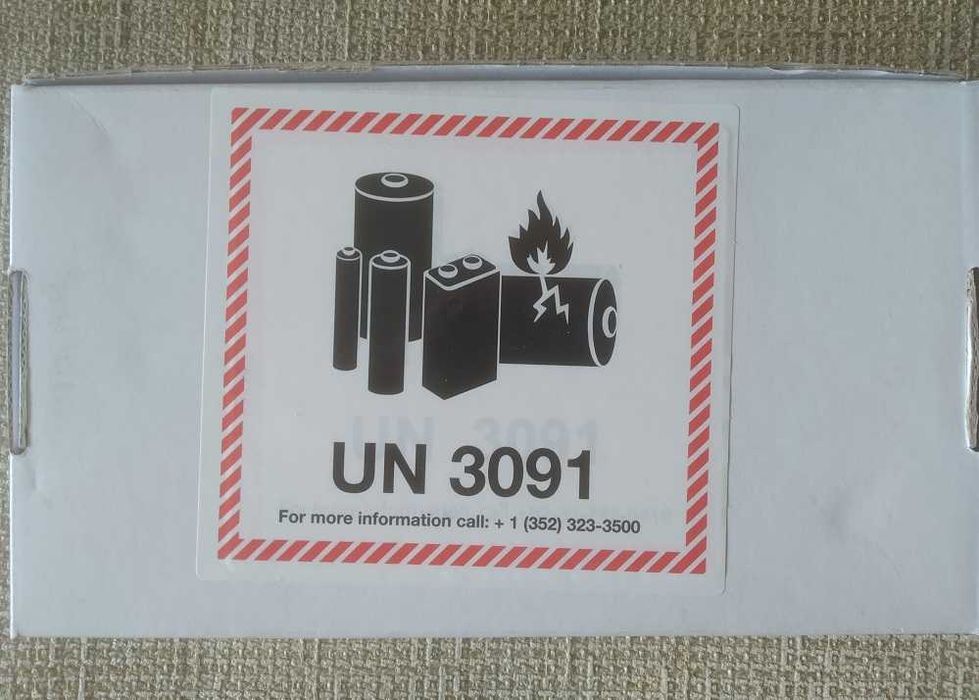 UN 3091
For more information call: + 1 (352) 323-3500